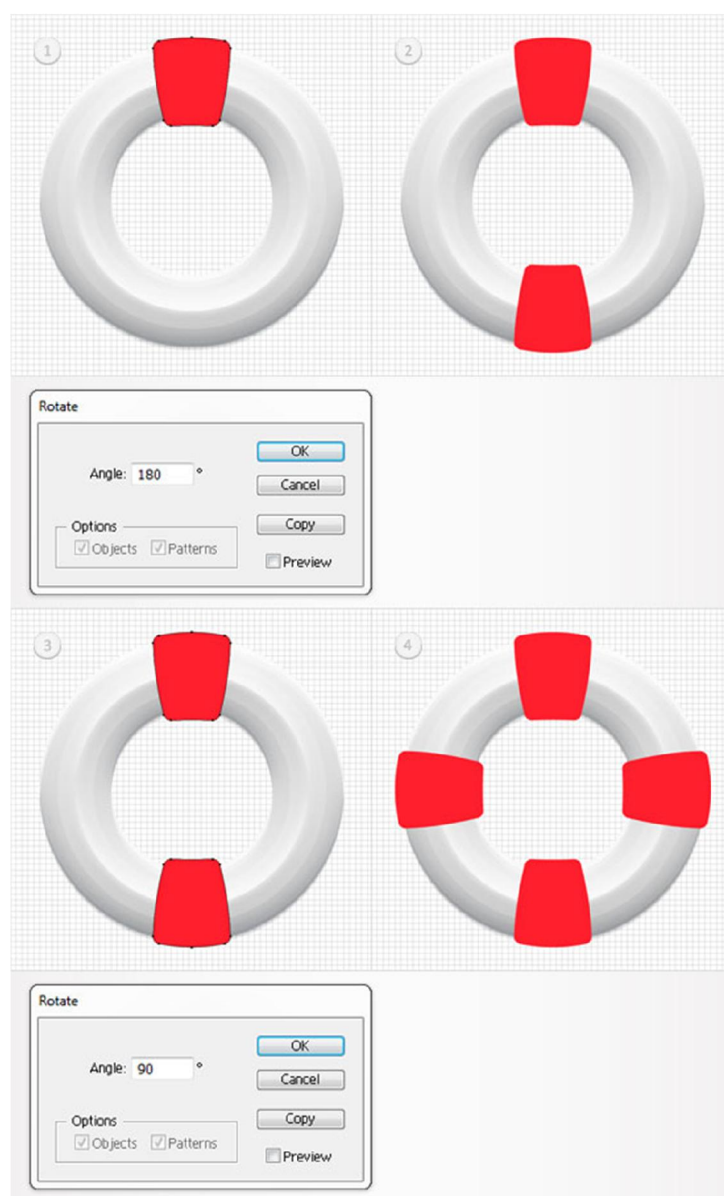 1
2
Rotate
Angle: 180 °
OK
Cancel
Copy
Options
Objects Patterns
Preview
3
4
Rotate
Angle: 90 °
OK
Cancel
Copy
Options
Objects Patterns
Preview